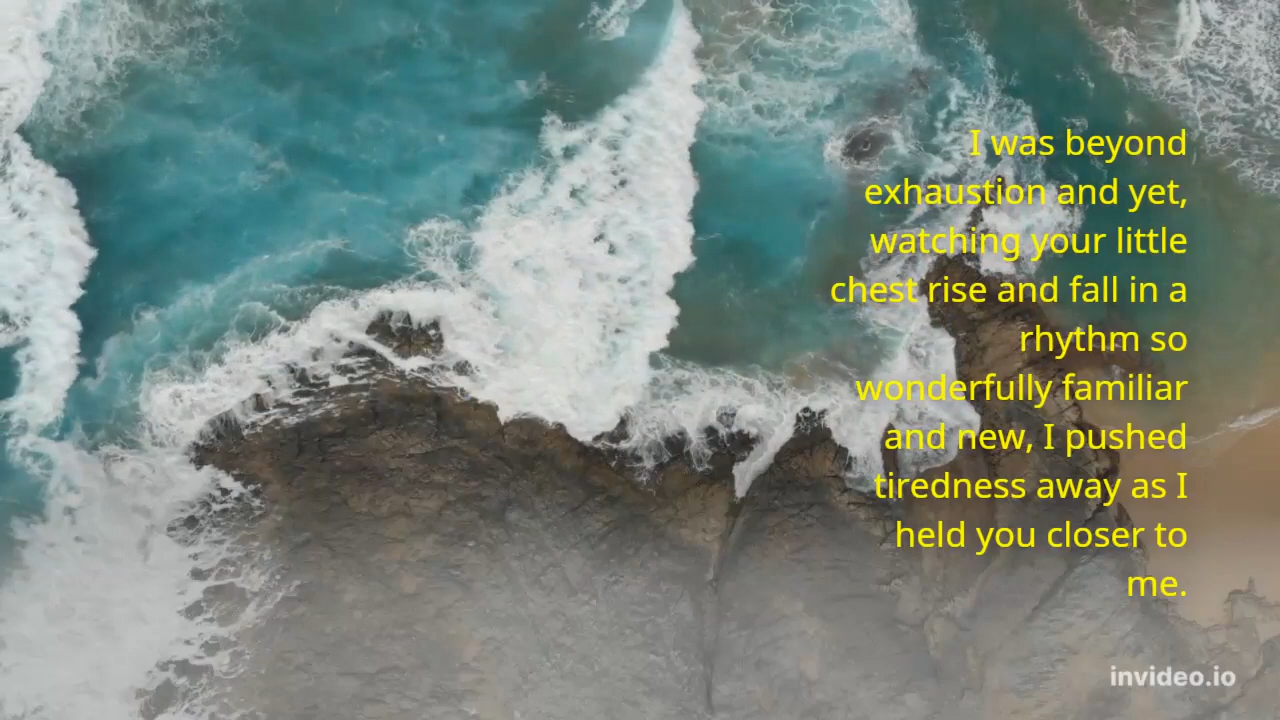 I was beyond
exhaustion and yet,
watching your little
chest rise and fall in a
rhythm so
wonderfully familiar
and new, I pushed
tiredness away as I
held you closer to
me.
invideo.io